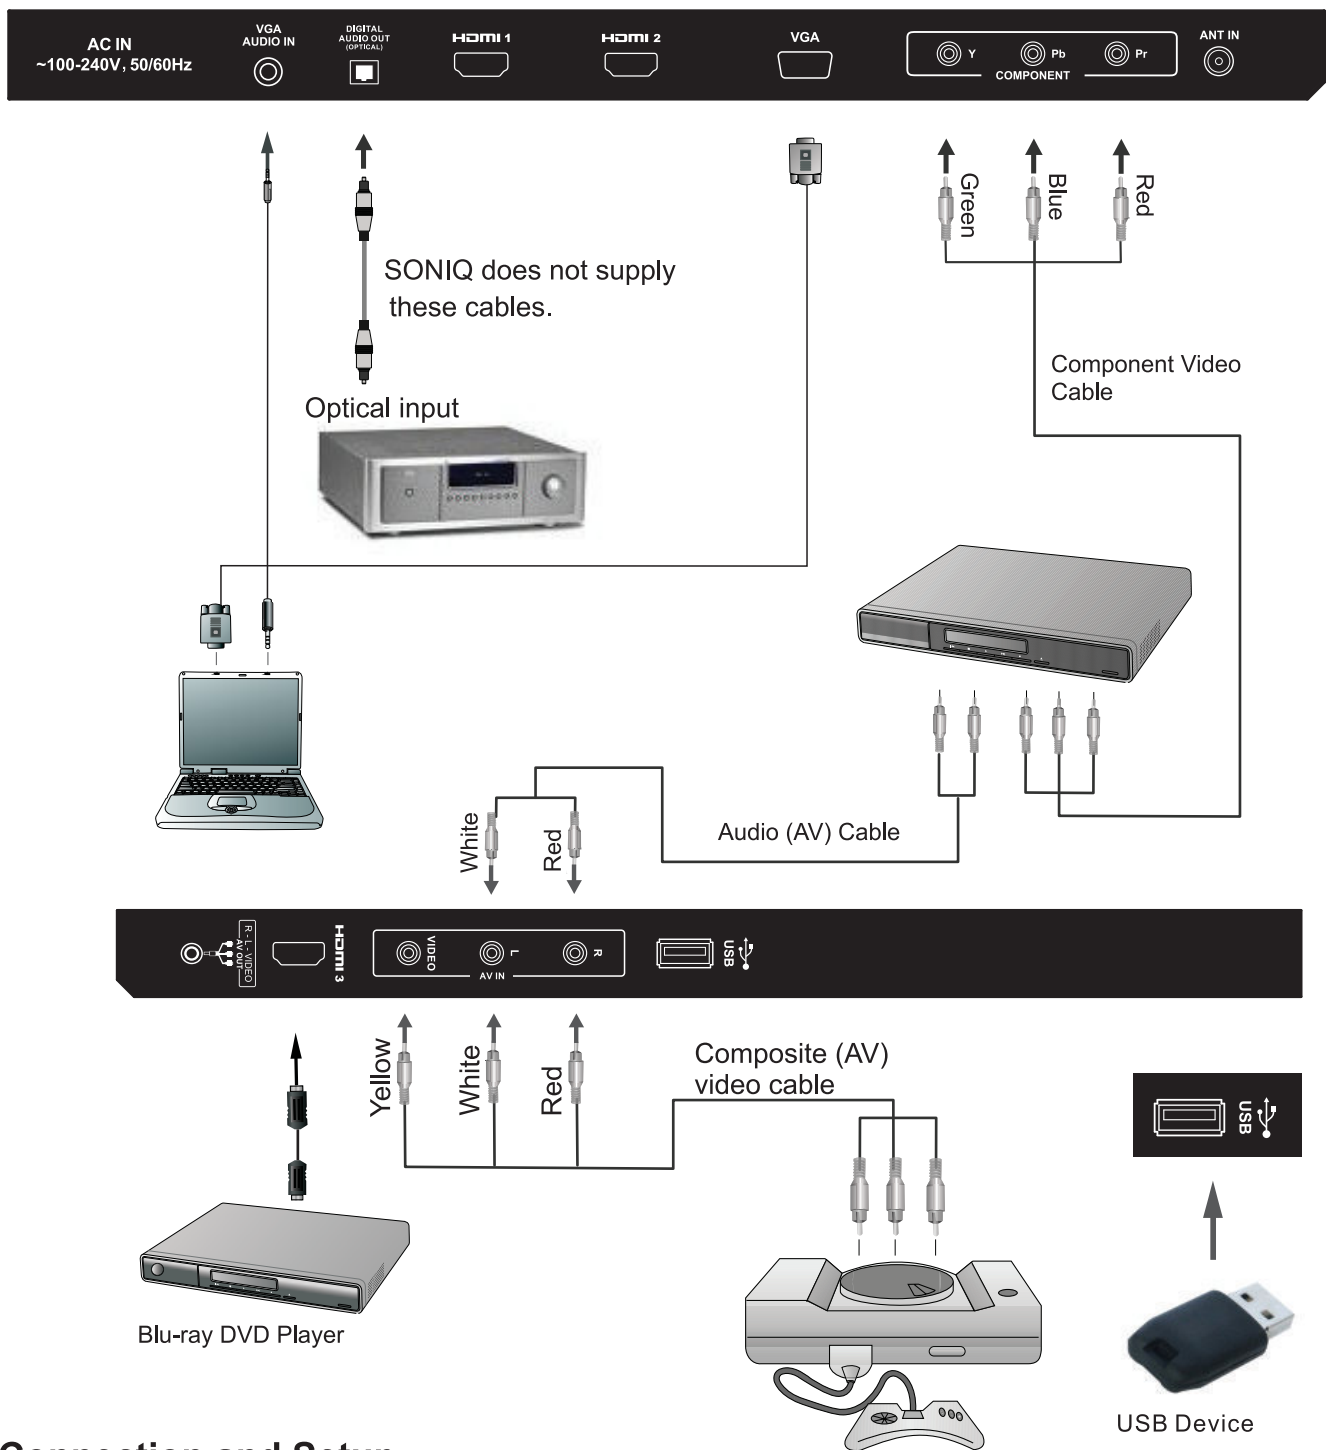 AC IN
~100-240V, 50/60Hz
VGA
AUDIO IN
DIGITAL
AUDIO OUT
(OPTICAL)
HDMI 1
HDMI 2
VGA
Y
Pb
Pr
COMPONENT
ANT IN
Green
Blue
Red
SONIQ does not supply
these cables.
Component Video
Cable
Optical input
White
Red
Audio (AV) Cable
R - L - VIDEO
AV OUT
HDMI 3
VIDEO
L
R
AV IN
USB
Yellow
White
Red
Composite (AV)
video cable
USB
Blu-ray DVD Player
USB Device
Connection and Setup